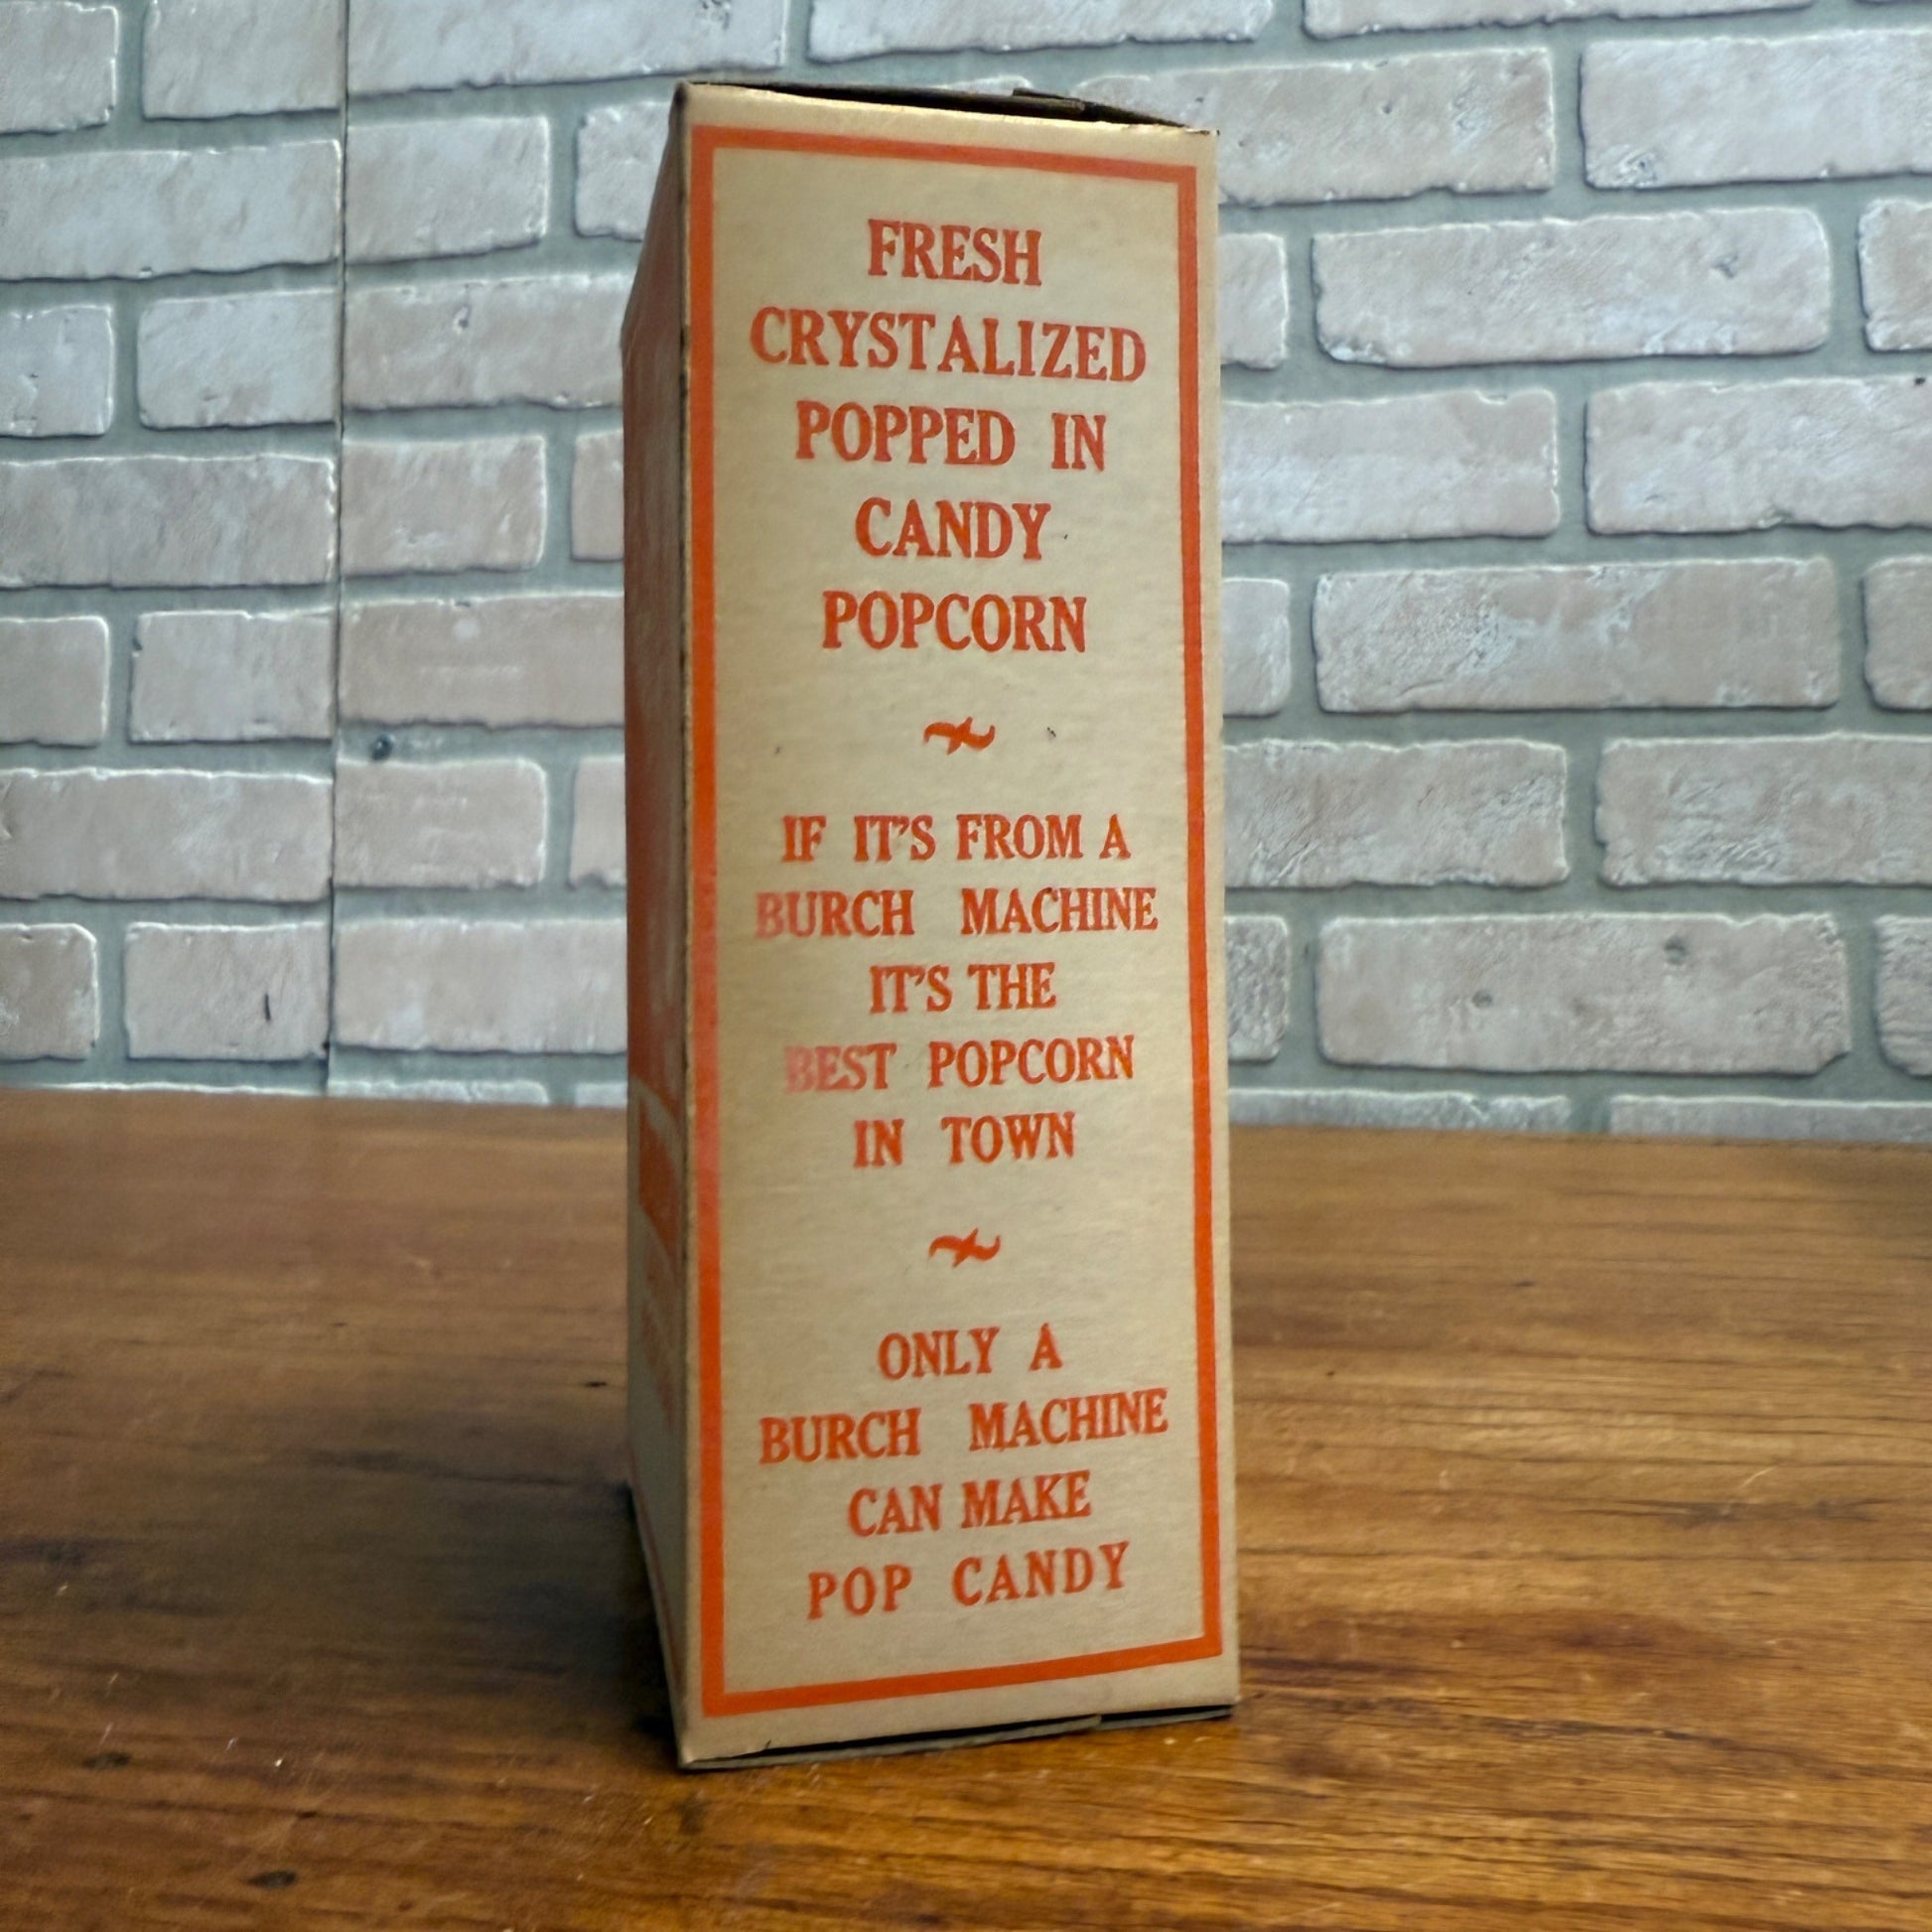 FRESH
CRYSTALIZED
POPPED IN
CANDY
POPCORN
IF IT'S FROM A
BURCH MACHINE
IT'S THE
BEST POPCORN
IN TOWN
ONLY A
BURCH MACHINE
CAN MAKE
POP CANDY